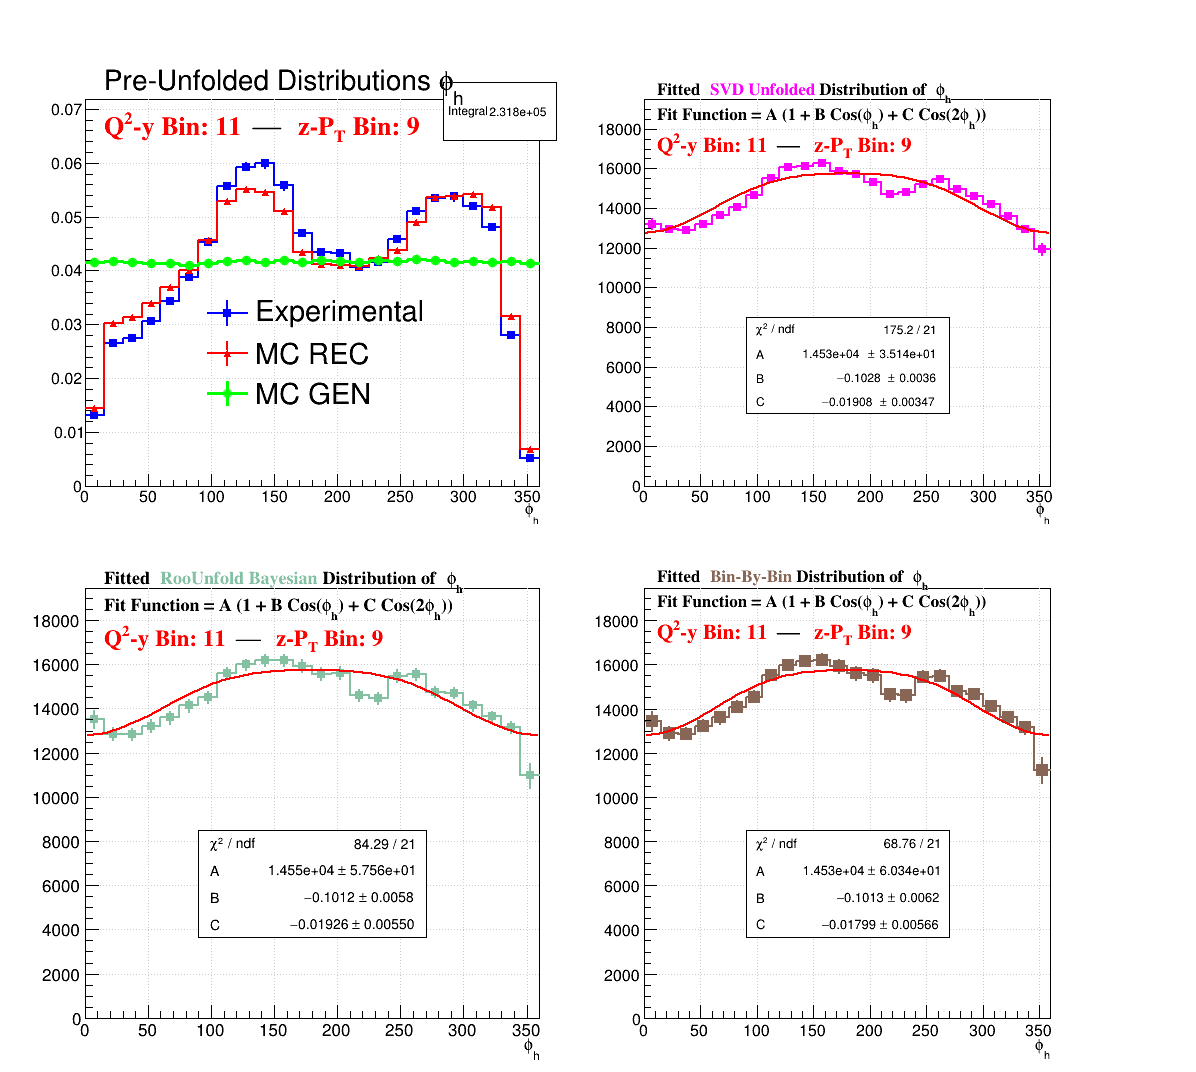 Pre-Unfolded Distributions ϕh
Integral 2.318e+05
Q²-y Bin: 11 — z-PT Bin: 9
0.07
0.06
0.05
0.04
0.03
0.02
0.01
0
Experimental
MC REC
MC GEN
0 50 100 150 200 250 300 350
ϕh
Fitted SVD Unfolded Distribution of ϕh
Fit Function = A (1 + B Cos(ϕh) + C Cos(2ϕh))
Q²-y Bin: 11 — z-PT Bin: 9
18000
16000
14000
12000
10000
8000
6000
4000
2000
0
χ² / ndf 175.2 / 21
A 1.453e+04 ± 3.514e+01
B −0.1028 ± 0.0036
C −0.01908 ± 0.00347
0 50 100 150 200 250 300 350
ϕh
Fitted RooUnfold Bayesian Distribution of ϕh
Fit Function = A (1 + B Cos(ϕh) + C Cos(2ϕh))
Q²-y Bin: 11 — z-PT Bin: 9
18000
16000
14000
12000
10000
8000
6000
4000
2000
0
χ² / ndf 84.29 / 21
A 1.455e+04 ± 5.756e+01
B −0.1012 ± 0.0058
C −0.01926 ± 0.00550
0 50 100 150 200 250 300 350
ϕh
Fitted Bin-By-Bin Distribution of ϕh
Fit Function = A (1 + B Cos(ϕh) + C Cos(2ϕh))
Q²-y Bin: 11 — z-PT Bin: 9
18000
16000
14000
12000
10000
8000
6000
4000
2000
0
χ² / ndf 68.76 / 21
A 1.453e+04 ± 6.034e+01
B −0.1013 ± 0.0062
C −0.01799 ± 0.00566
0 50 100 150 200 250 300 350
ϕh